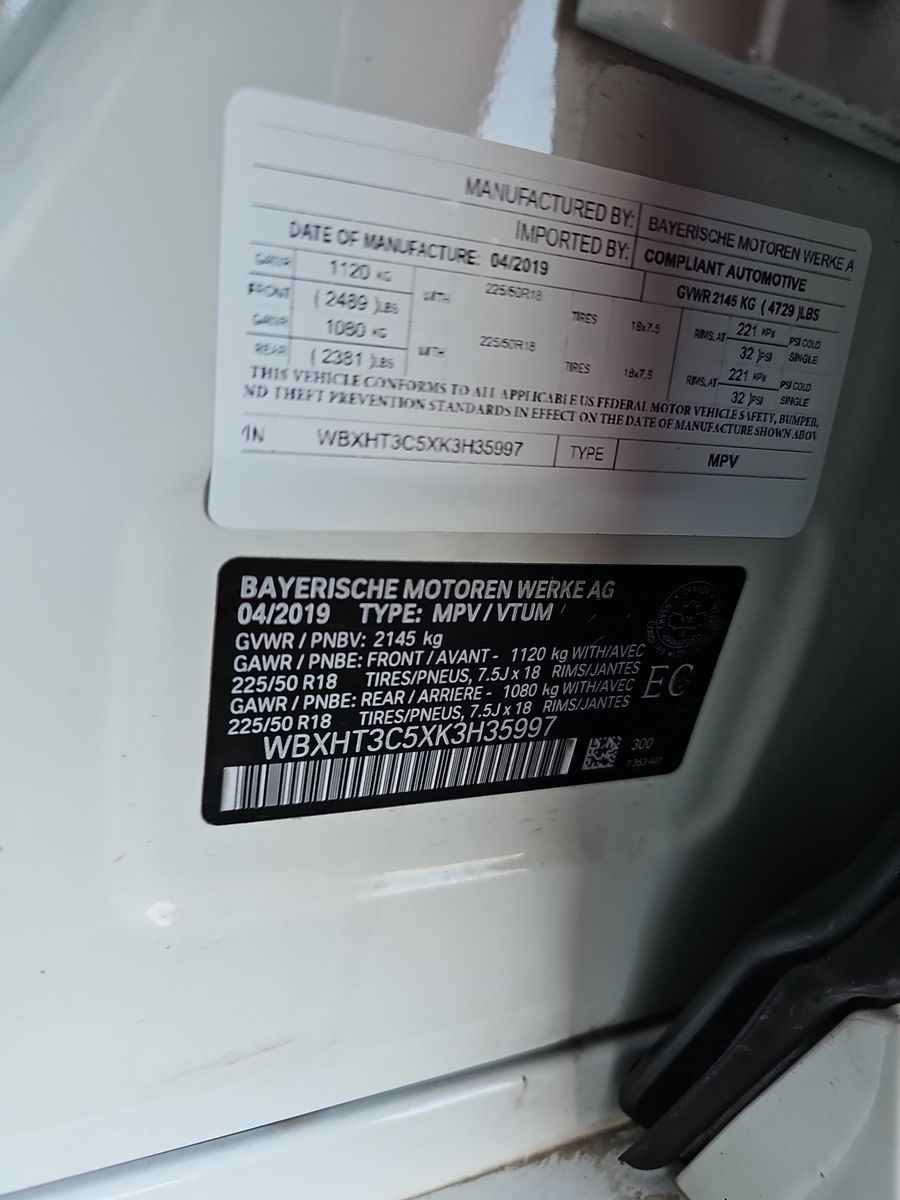 MANUFACTURED BY: BAYERISCHE MOTOREN WERKE A
IMPORTED BY: COMPLIANT AUTOMOTIVE
DATE OF MANUFACTURE: 04/2019 GVWR 2145 KG ( 4729 )LBS
GAWR 1120 KG WITH 225/50R18 TIRES 18x7.5 RIMS, AT 221 KPa PSI COLD
FRONT ( 2489 )LBS 32 )PSI SINGLE
GAWR 1080 KG WITH 225/50R18 TIRES 18x7.5 RIMS, AT 221 KPa PSI COLD
REAR ( 2381 )LBS 32 )PSI SINGLE
THIS VEHICLE CONFORMS TO ALL APPLICABLE US FEDERAL MOTOR VEHICLE SAFETY, BUMPER,
ND THEFT PREVENTION STANDARDS IN EFFECT ON THE DATE OF MANUFACTURE SHOWN ABOV
IN WBXHT3C5XK3H35997 TYPE MPV
BAYERISCHE MOTOREN WERKE AG
04/2019 TYPE: MPV / VTUM
GVWR / PNBV: 2145 kg
GAWR / PNBE: FRONT / AVANT - 1120 kg WITH/AVEC
225/50 R18 TIRES/PNEUS, 7.5J x 18 RIMS/JANTES
GAWR / PNBE: REAR / ARRIERE - 1080 kg WITH/AVEC
225/50 R18 TIRES/PNEUS, 7.5J x 18 RIMS/JANTES
EC
WBXHT3C5XK3H35997
300
7 353 401